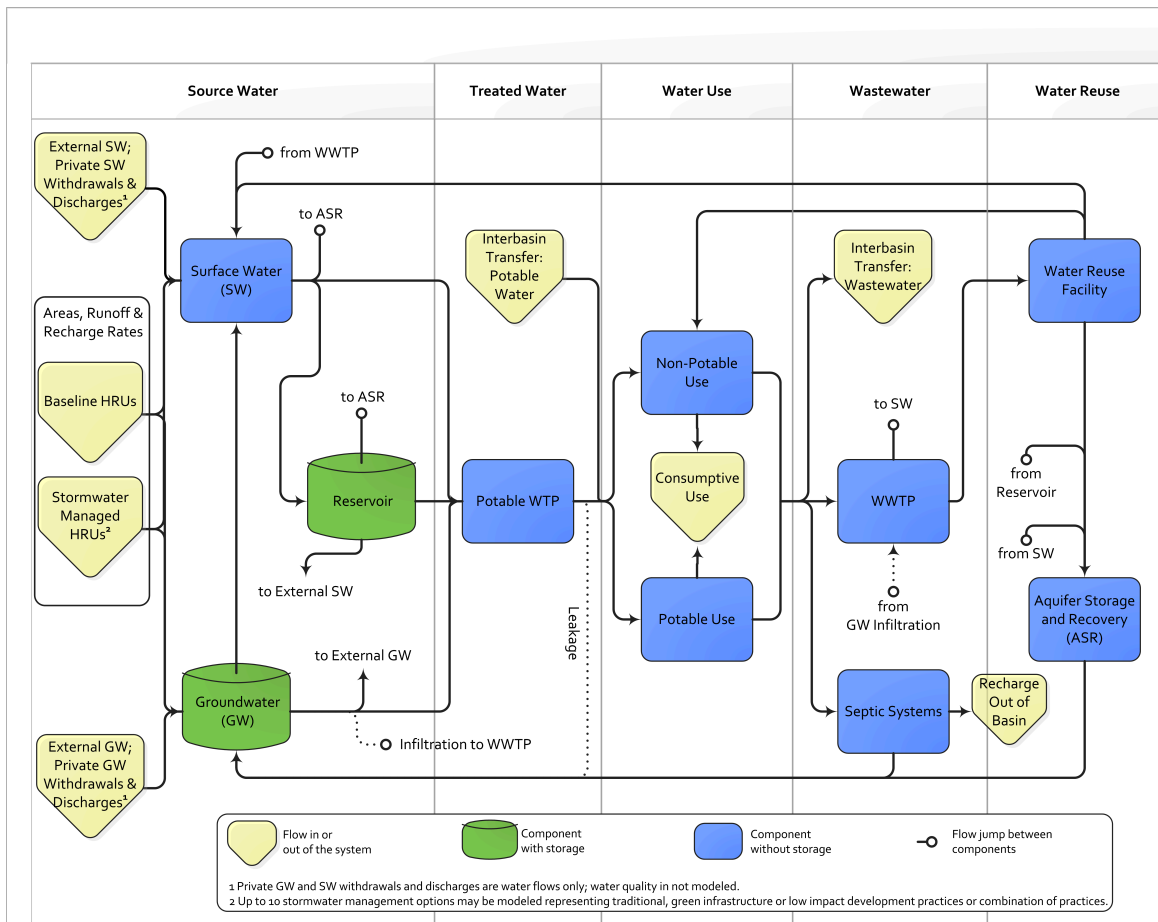 Source Water
Treated Water
Water Use
Wastewater
Water Reuse
External SW;
Private SW
Withdrawals &
Discharges¹
from WWTP
to ASR
Surface Water
(SW)
Interbasin
Transfer:
Potable
Water
Interbasin
Transfer:
Wastewater
Water Reuse
Facility
Areas, Runoff &
Recharge Rates
Baseline HRUs
Stormwater
Managed
HRUs²
to ASR
Reservoir
to External SW
Potable WTP
Non-Potable
Use
Consumptive
Use
Potable Use
to SW
WWTP
from
GW Infiltration
from
Reservoir
from SW
Aquifer Storage
and Recovery
(ASR)
Leakage
to External GW
Groundwater
(GW)
Infiltration to WWTP
Septic Systems
Recharge
Out of
Basin
External GW;
Private GW
Withdrawals &
Discharges¹
Flow in or
out of the system
Component
with storage
Component
without storage
Flow jump between
components
1 Private GW and SW withdrawals and discharges are water flows only; water quality in not modeled.
2 Up to 10 stormwater management options may be modeled representing traditional, green infrastructure or low impact development practices or combination of practices.